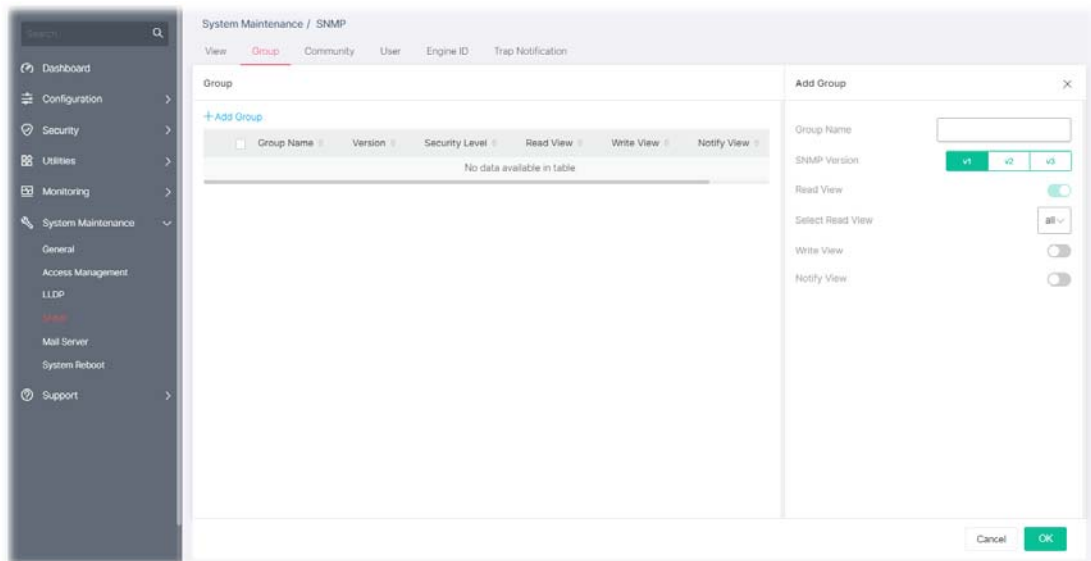 Search
Dashboard
Configuration
Security
Utilities
Monitoring
System Maintenance
General
Access Management
LLDP
SNMP
Mail Server
System Reboot
Support
System Maintenance / SNMP
View Group Community User Engine ID Trap Notification
Group
+Add Group
Group Name Version Security Level Read View Write View Notify View
No data available in table
Add Group
Group Name
SNMP Version v1 v2 v3
Read View
Select Read View all
Write View
Notify View
Cancel OK